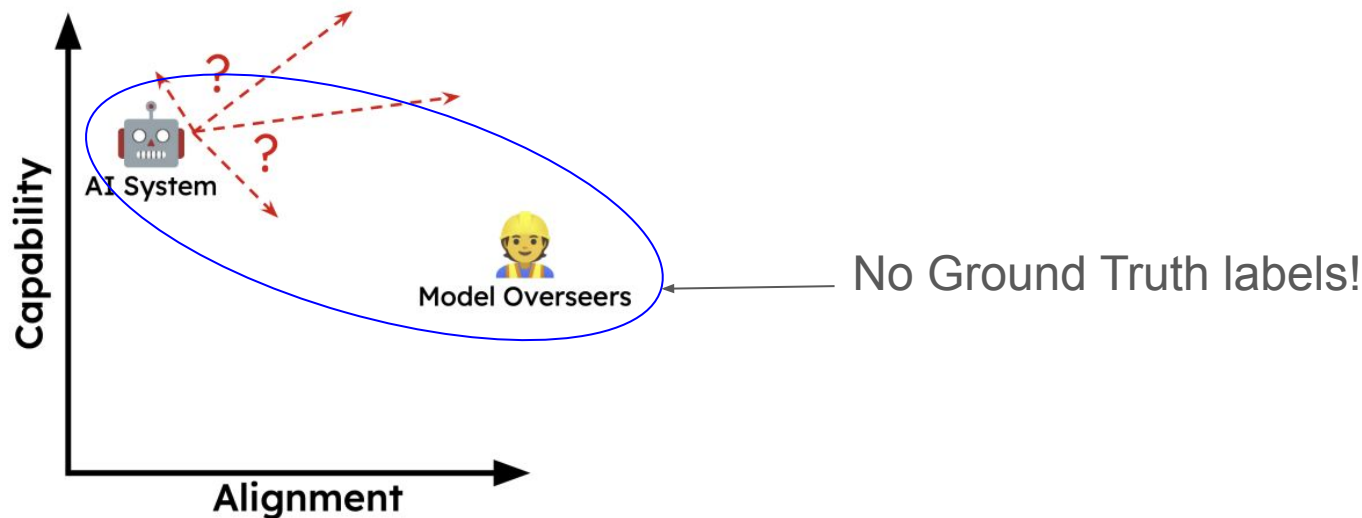 ?
?
AI System
Capability
Model Overseers
No Ground Truth labels!
Alignment